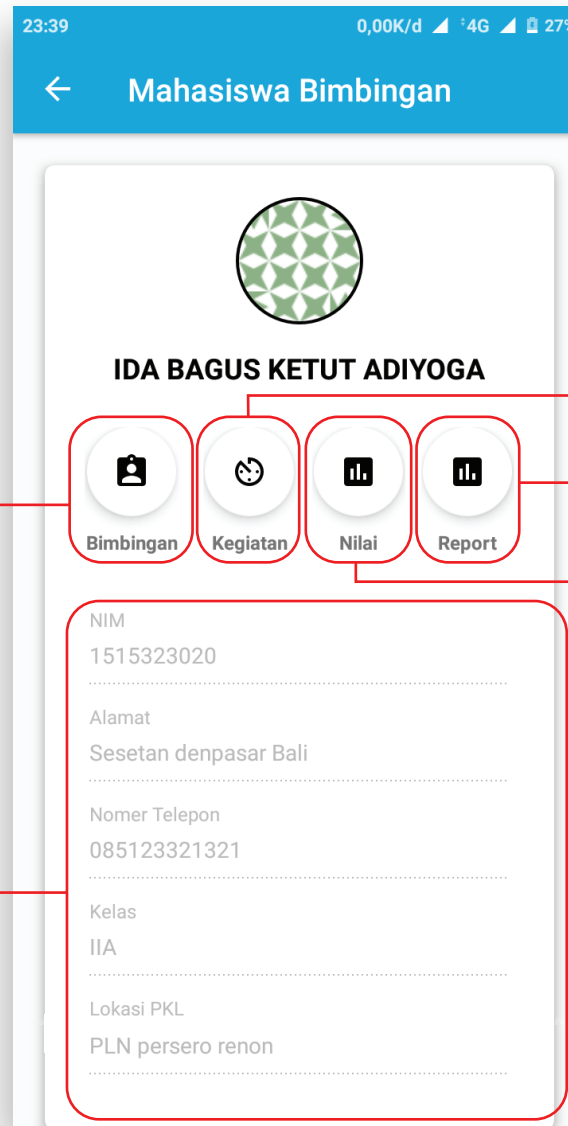 23:39 0,00K/d 4G 27%
Mahasiswa Bimbingan
IDA BAGUS KETUT ADIYOGA
Bimbingan Kegiatan Nilai Report
NIM
1515323020
Alamat
Sesetan denpasar Bali
Nomer Telepon
085123321321
Kelas
IIA
Lokasi PKL
PLN persero renon